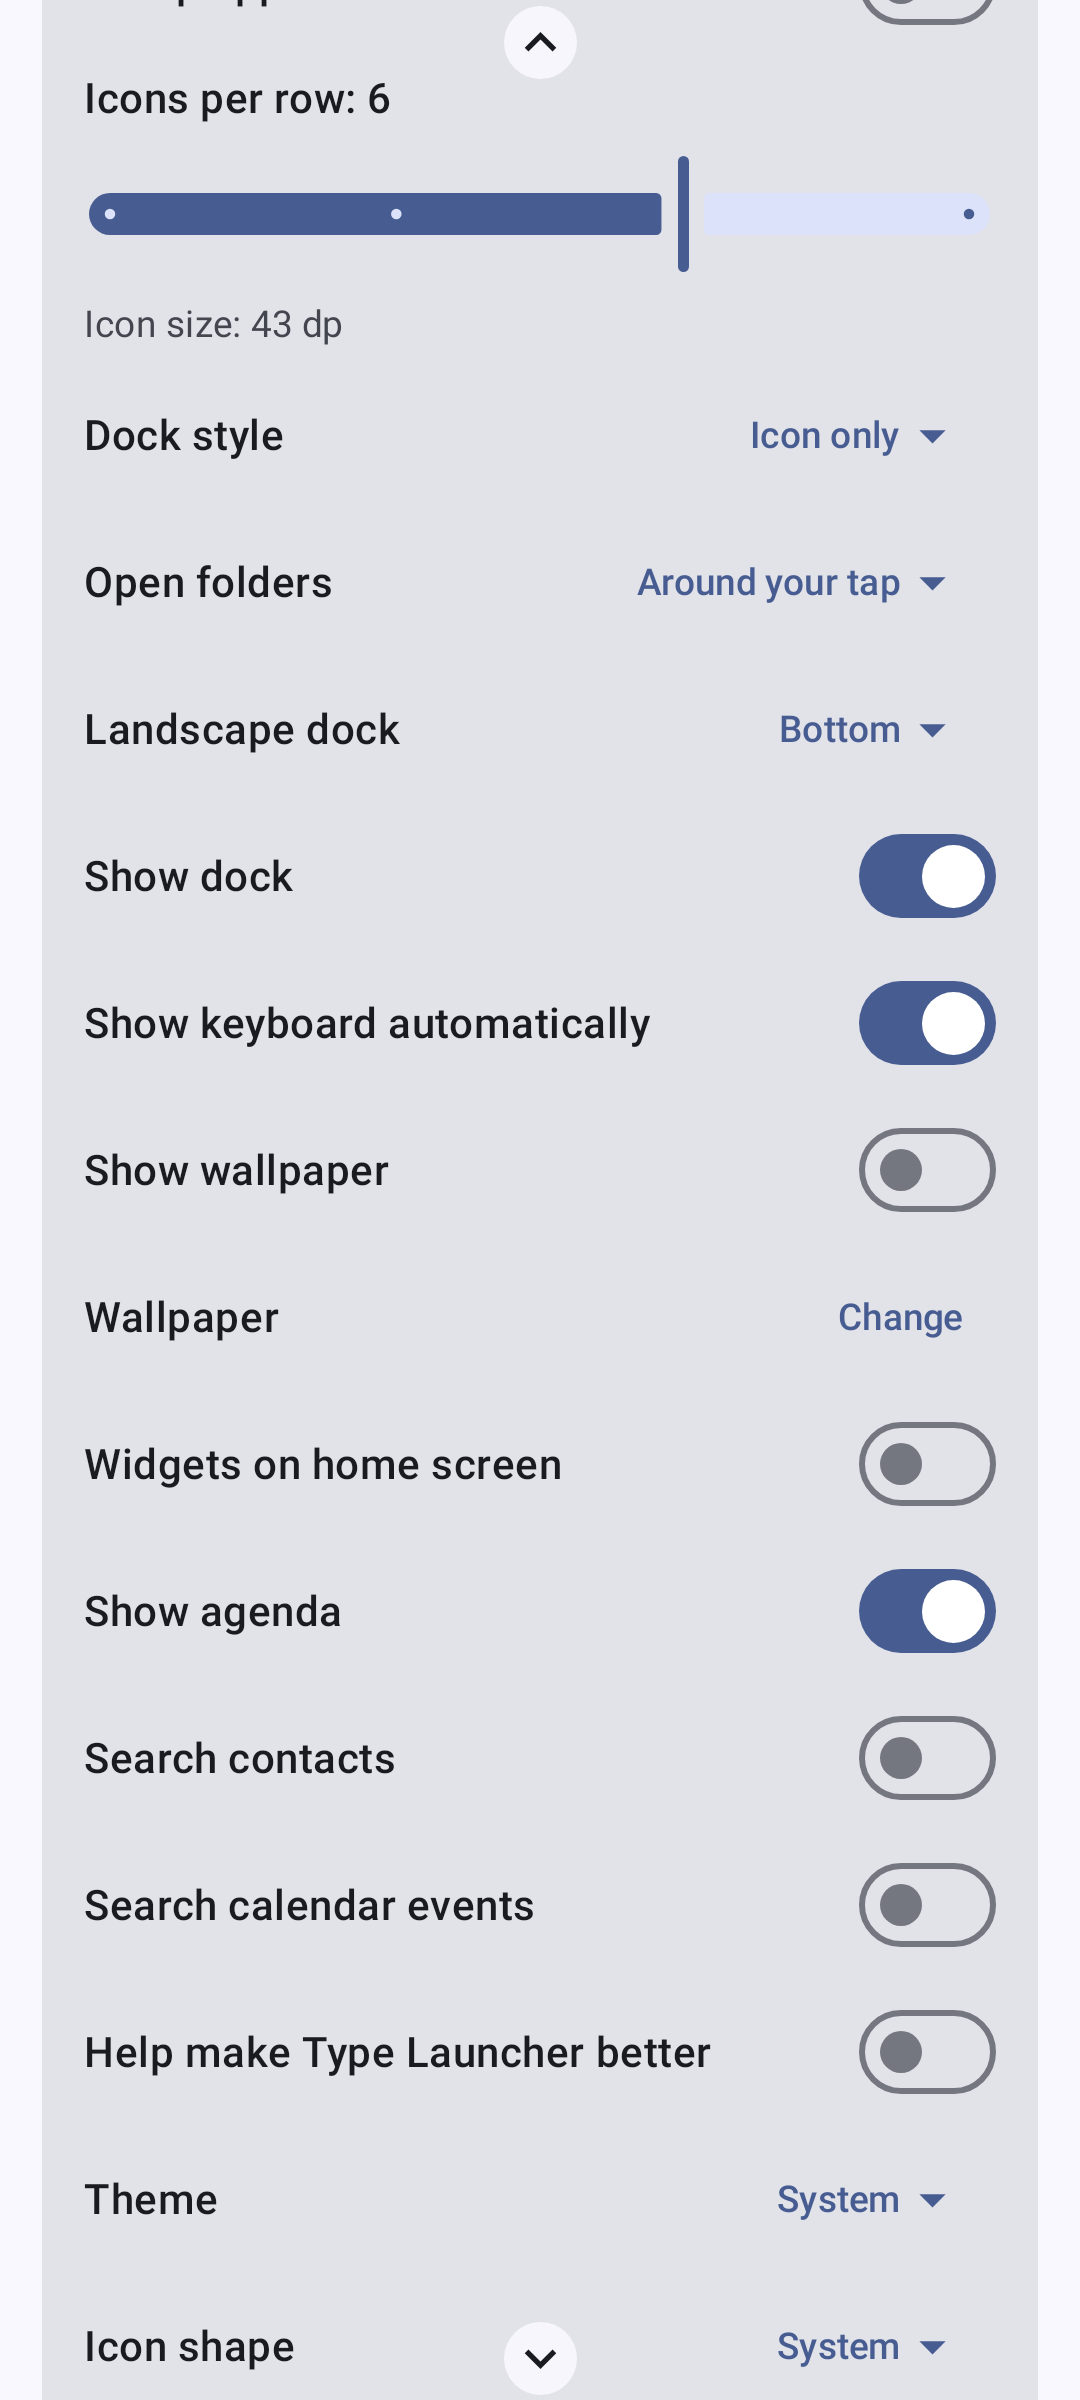 Icons per row: 6
Icon size: 43 dp
Dock style
Icon only
Open folders
Around your tap
Landscape dock
Bottom
Show dock
Show keyboard automatically
Show wallpaper
Wallpaper
Change
Widgets on home screen
Show agenda
Search contacts
Search calendar events
Help make Type Launcher better
Theme
System
Icon shape
System